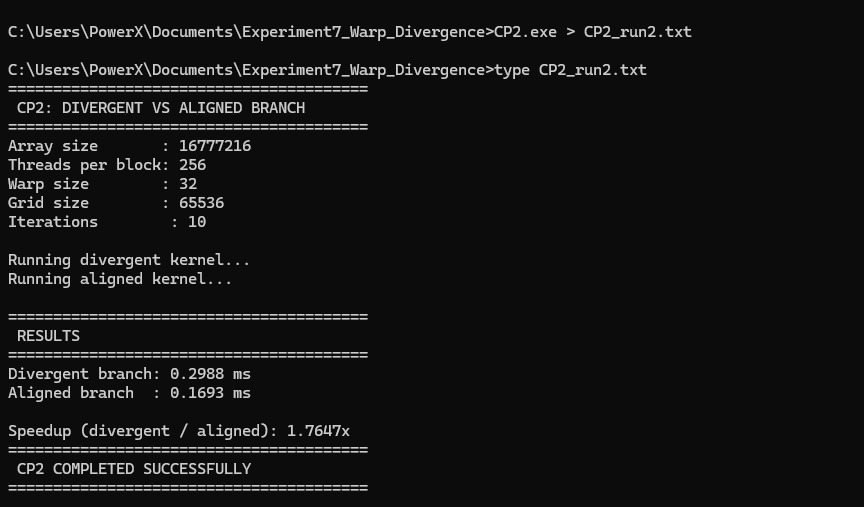 C:\Users\PowerX\Documents\Experiment7_Warp_Divergence>CP2.exe > CP2_run2.txt
C:\Users\PowerX\Documents\Experiment7_Warp_Divergence>type CP2_run2.txt
========================================
 CP2: DIVERGENT VS ALIGNED BRANCH
========================================
Array size       : 16777216
Threads per block: 256
Warp size        : 32
Grid size        : 65536
Iterations        : 10
Running divergent kernel...
Running aligned kernel...
========================================
 RESULTS
========================================
Divergent branch: 0.2988 ms
Aligned branch  : 0.1693 ms
Speedup (divergent / aligned): 1.7647x
========================================
 CP2 COMPLETED SUCCESSFULLY
========================================